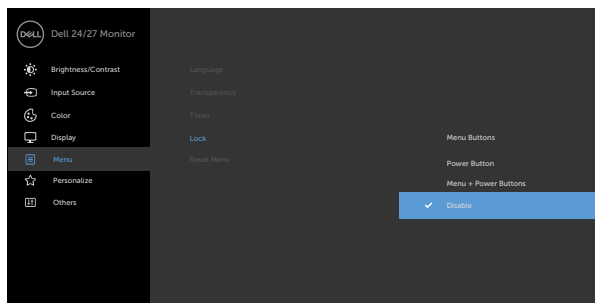 DELL
Dell 24/27 Monitor
Brightness/Contrast
Input Source
Color
Display
Menu
Personalize
Others
Language
Transparency
Timer
Lock
Reset Menu
Menu Buttons
Power Button
Menu + Power Buttons
Disable